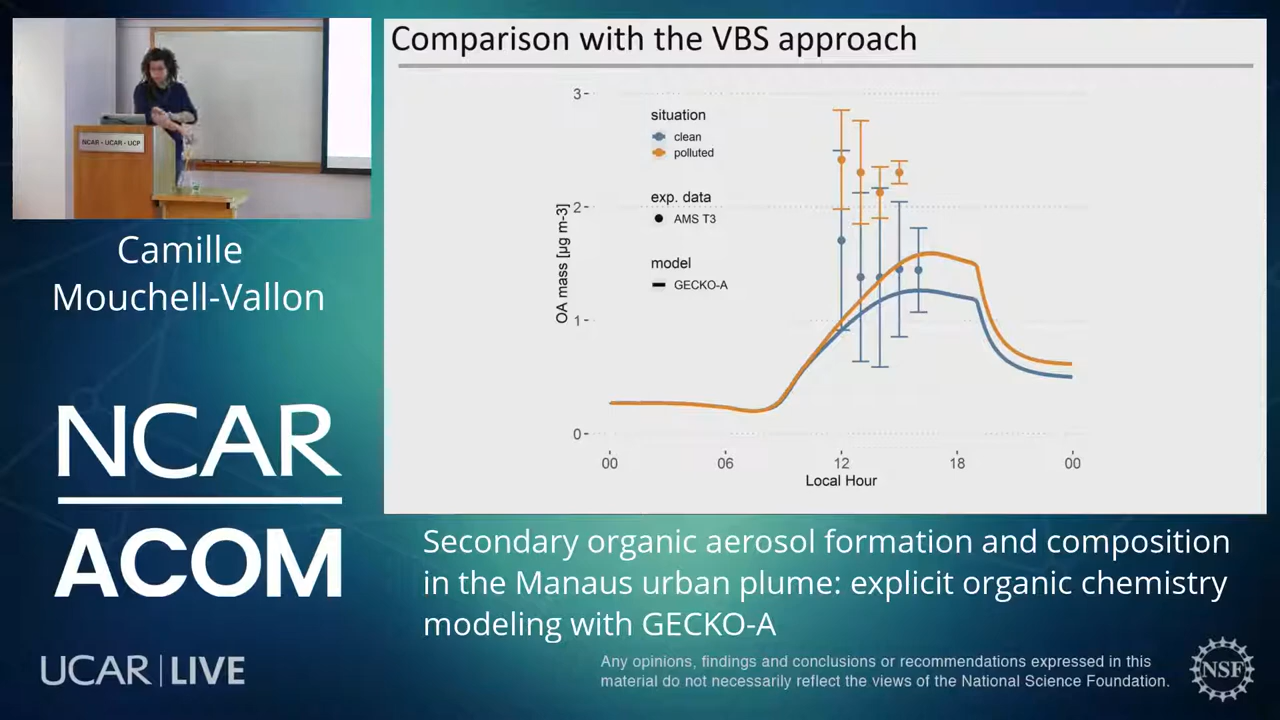 Comparison with the VBS approach
NCAR - UCAR - UCP
3
2
1
0
OA mass [µg m-3]
situation
clean
polluted
exp. data
AMS T3
model
GECKO-A
00
06
12
18
00
Local Hour
Camille
Mouchell-Vallon
NCAR
ACOM
UCAR | LIVE
Secondary organic aerosol formation and composition
in the Manaus urban plume: explicit organic chemistry
modeling with GECKO-A
Any opinions, findings and conclusions or recommendations expressed in this
material do not necessarily reflect the views of the National Science Foundation.
NSF